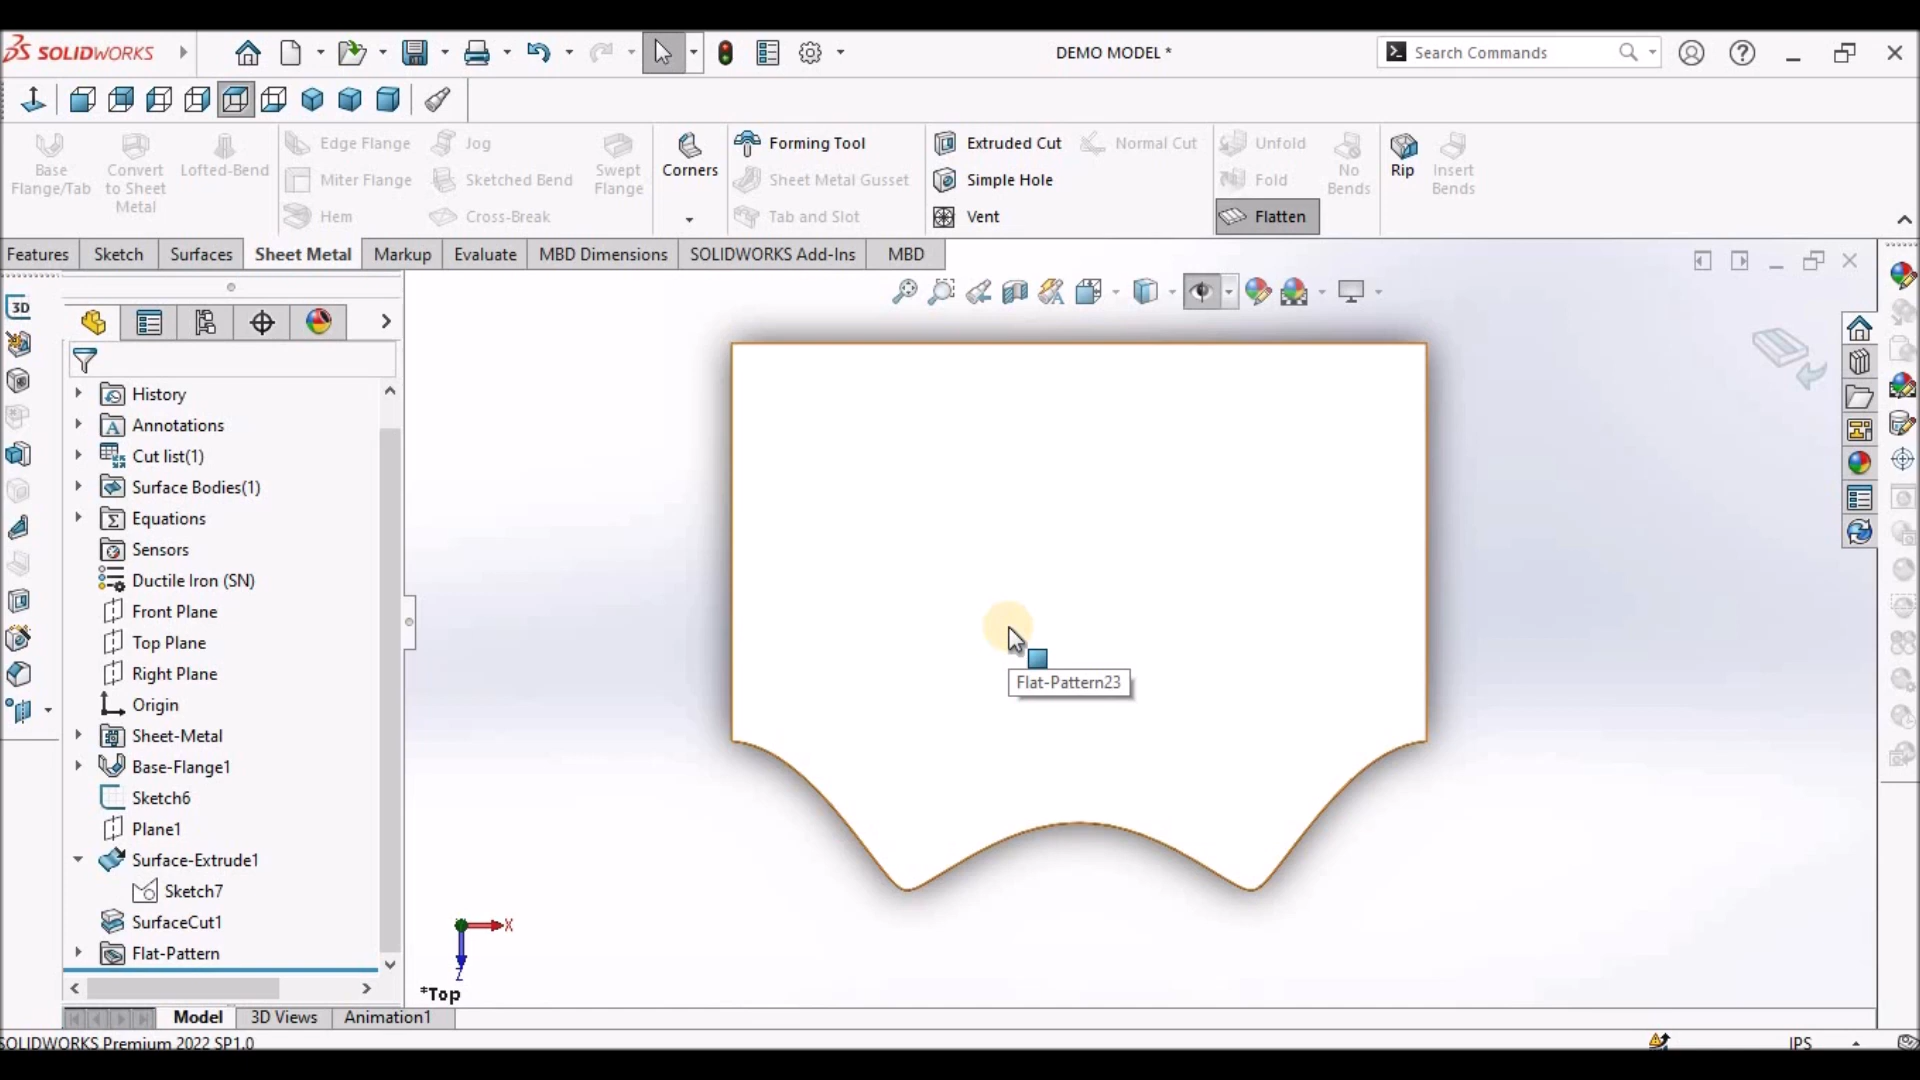 SOLIDWORKS
DEMO MODEL *
Search Commands
Base Flange/Tab
Convert to Sheet Metal
Lofted-Bend
Edge Flange
Miter Flange
Hem
Jog
Sketched Bend
Cross-Break
Swept Flange
Corners
Forming Tool
Sheet Metal Gusset
Tab and Slot
Extruded Cut
Simple Hole
Vent
Normal Cut
Unfold
Fold
Flatten
No Bends
Rip
Insert Bends
Features
Sketch
Surfaces
Sheet Metal
Markup
Evaluate
MBD Dimensions
SOLIDWORKS Add-Ins
MBD
3D
History
Annotations
Cut list(1)
Surface Bodies(1)
Equations
Sensors
Ductile Iron (SN)
Front Plane
Top Plane
Right Plane
Origin
Sheet-Metal
Base-Flange1
Sketch6
Plane1
Surface-Extrude1
Sketch7
SurfaceCut1
Flat-Pattern
Flat-Pattern23
X
Z
*Top
Model
3D Views
Animation1
SOLIDWORKS Premium 2022 SP1.0
IPS